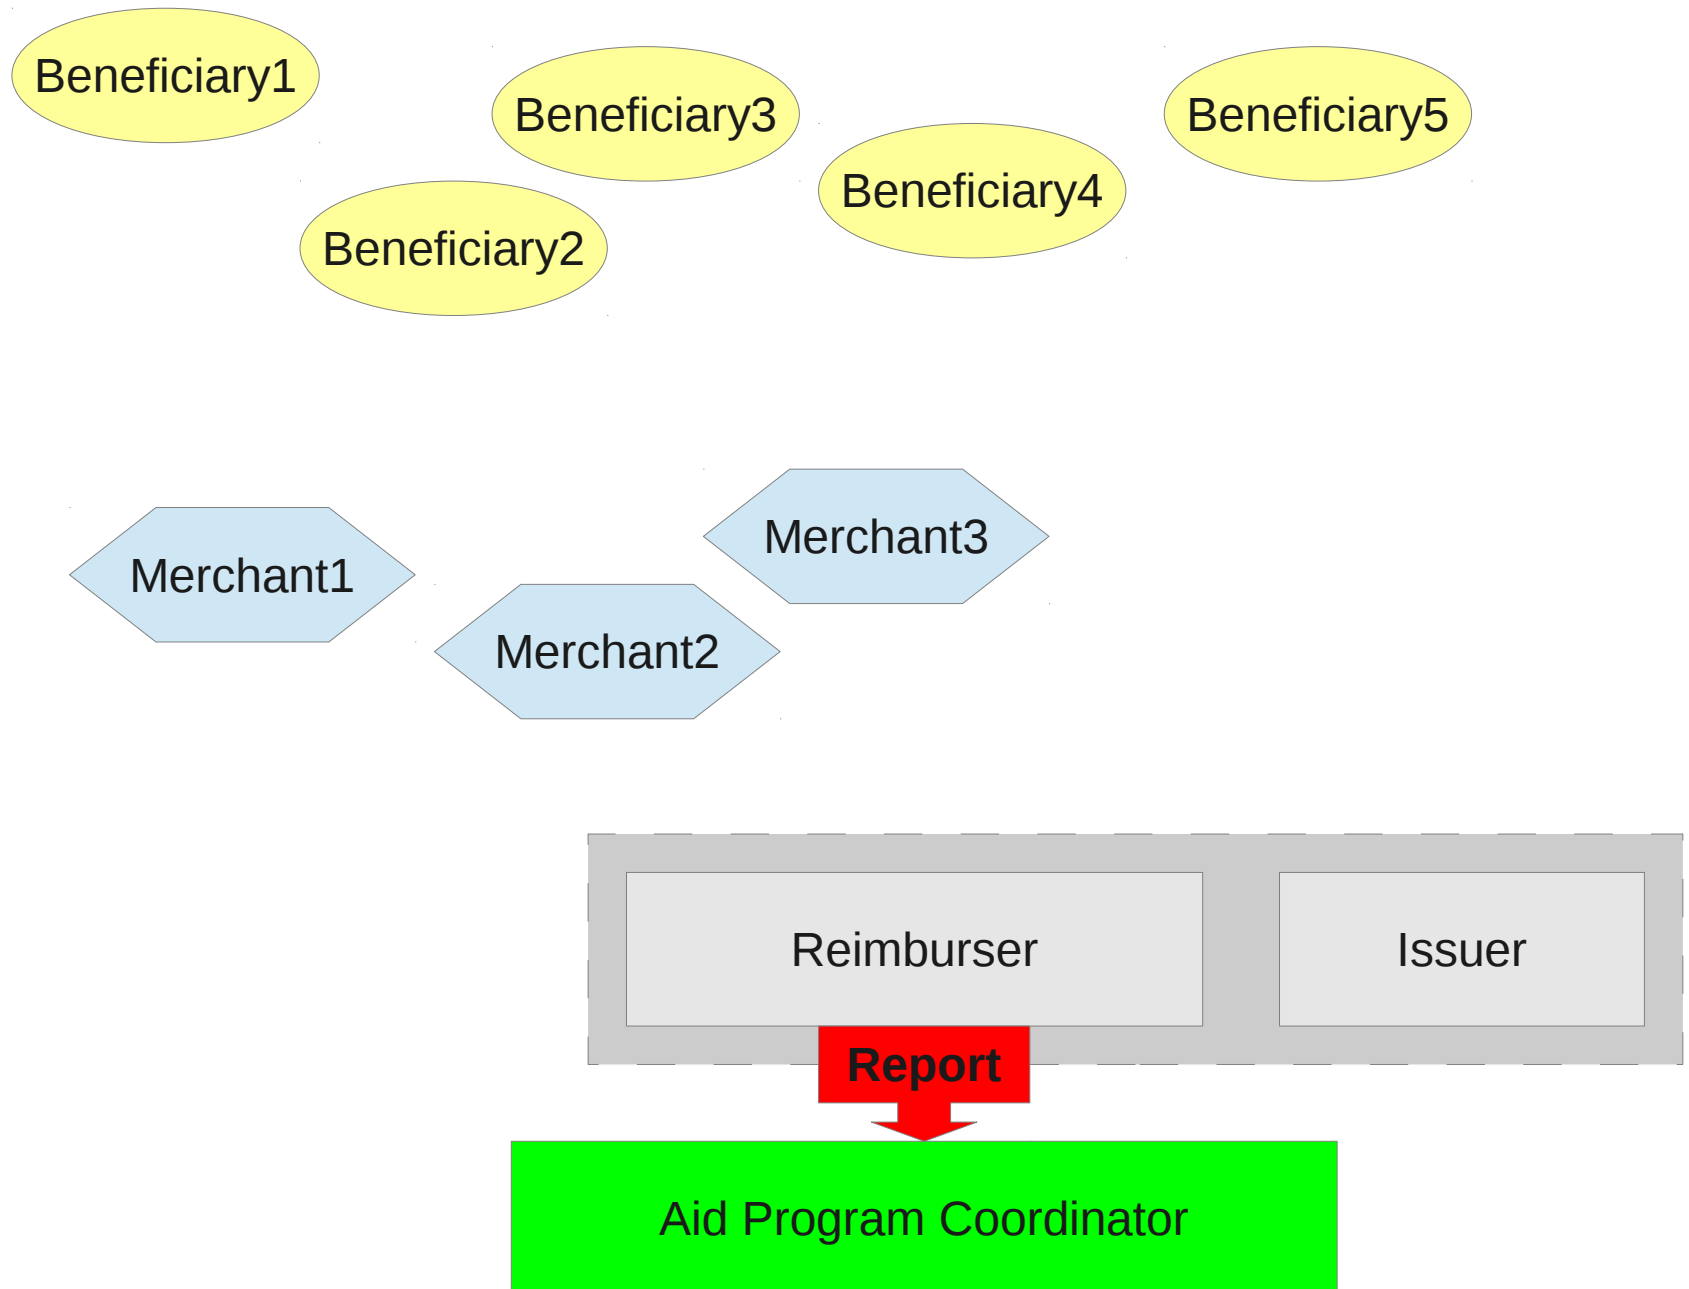 Beneficiary1
Beneficiary3
Beneficiary5
Beneficiary4
Beneficiary2
Merchant3
Merchant1
Merchant2
Reimburser
Issuer
Report
Aid Program Coordinator